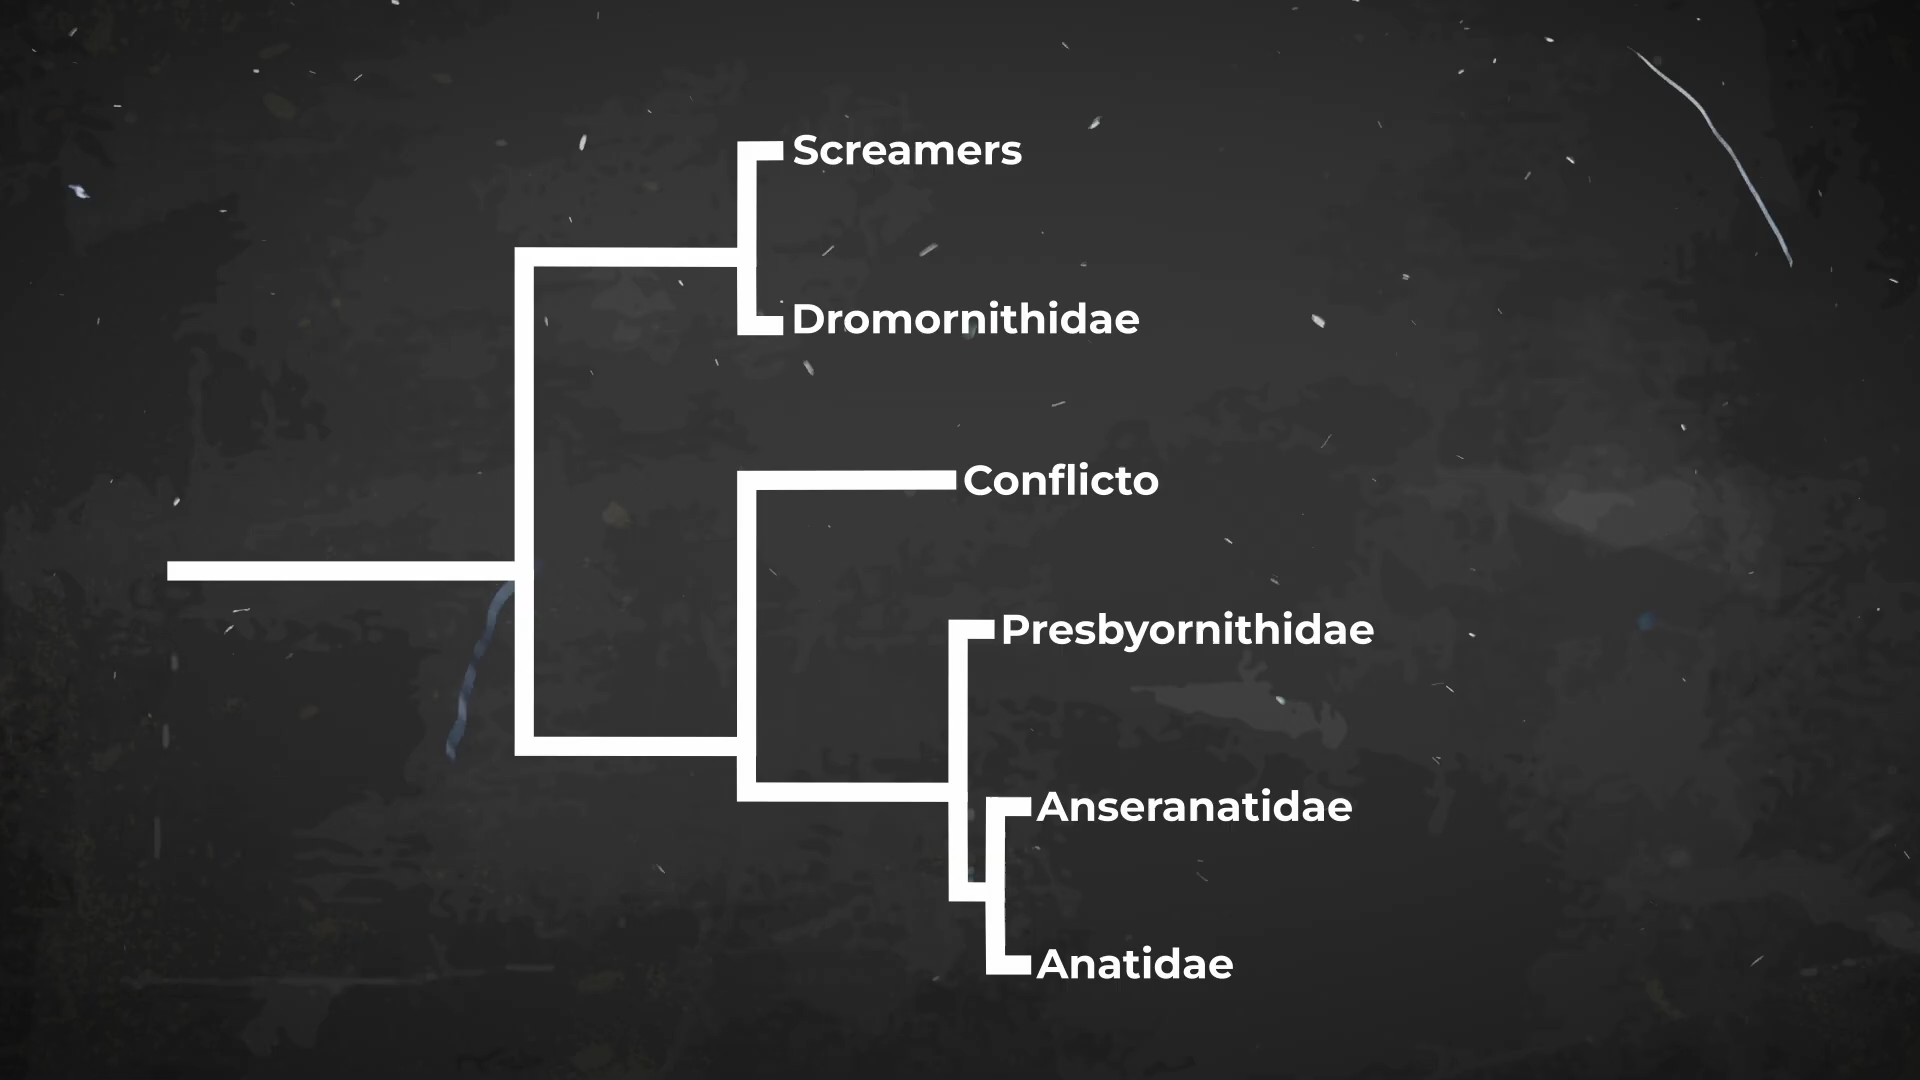 Screamers
Dromornithidae
Conflicto
Presbyornithidae
Anseranatidae
Anatidae